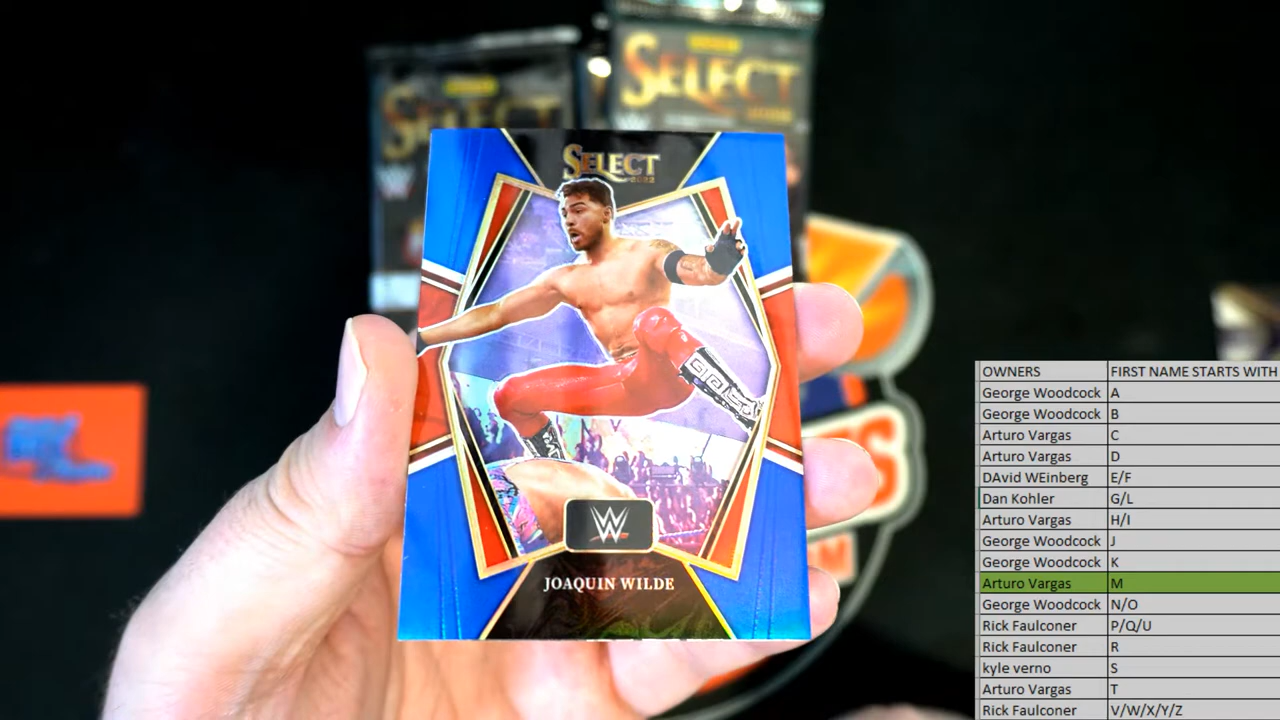 SELECT
SELECT
SELECT
2022
W
JOAQUIN WILDE
OWNERS FIRST NAME STARTS WITH
George Woodcock A
George Woodcock B
Arturo Vargas C
Arturo Vargas D
DAvid WEinberg E/F
Dan Kohler G/L
Arturo Vargas H/I
George Woodcock J
George Woodcock K
Arturo Vargas M
George Woodcock N/O
Rick Faulconer P/Q/U
Rick Faulconer R
kyle verno S
Arturo Vargas T
Rick Faulconer V/W/X/Y/Z